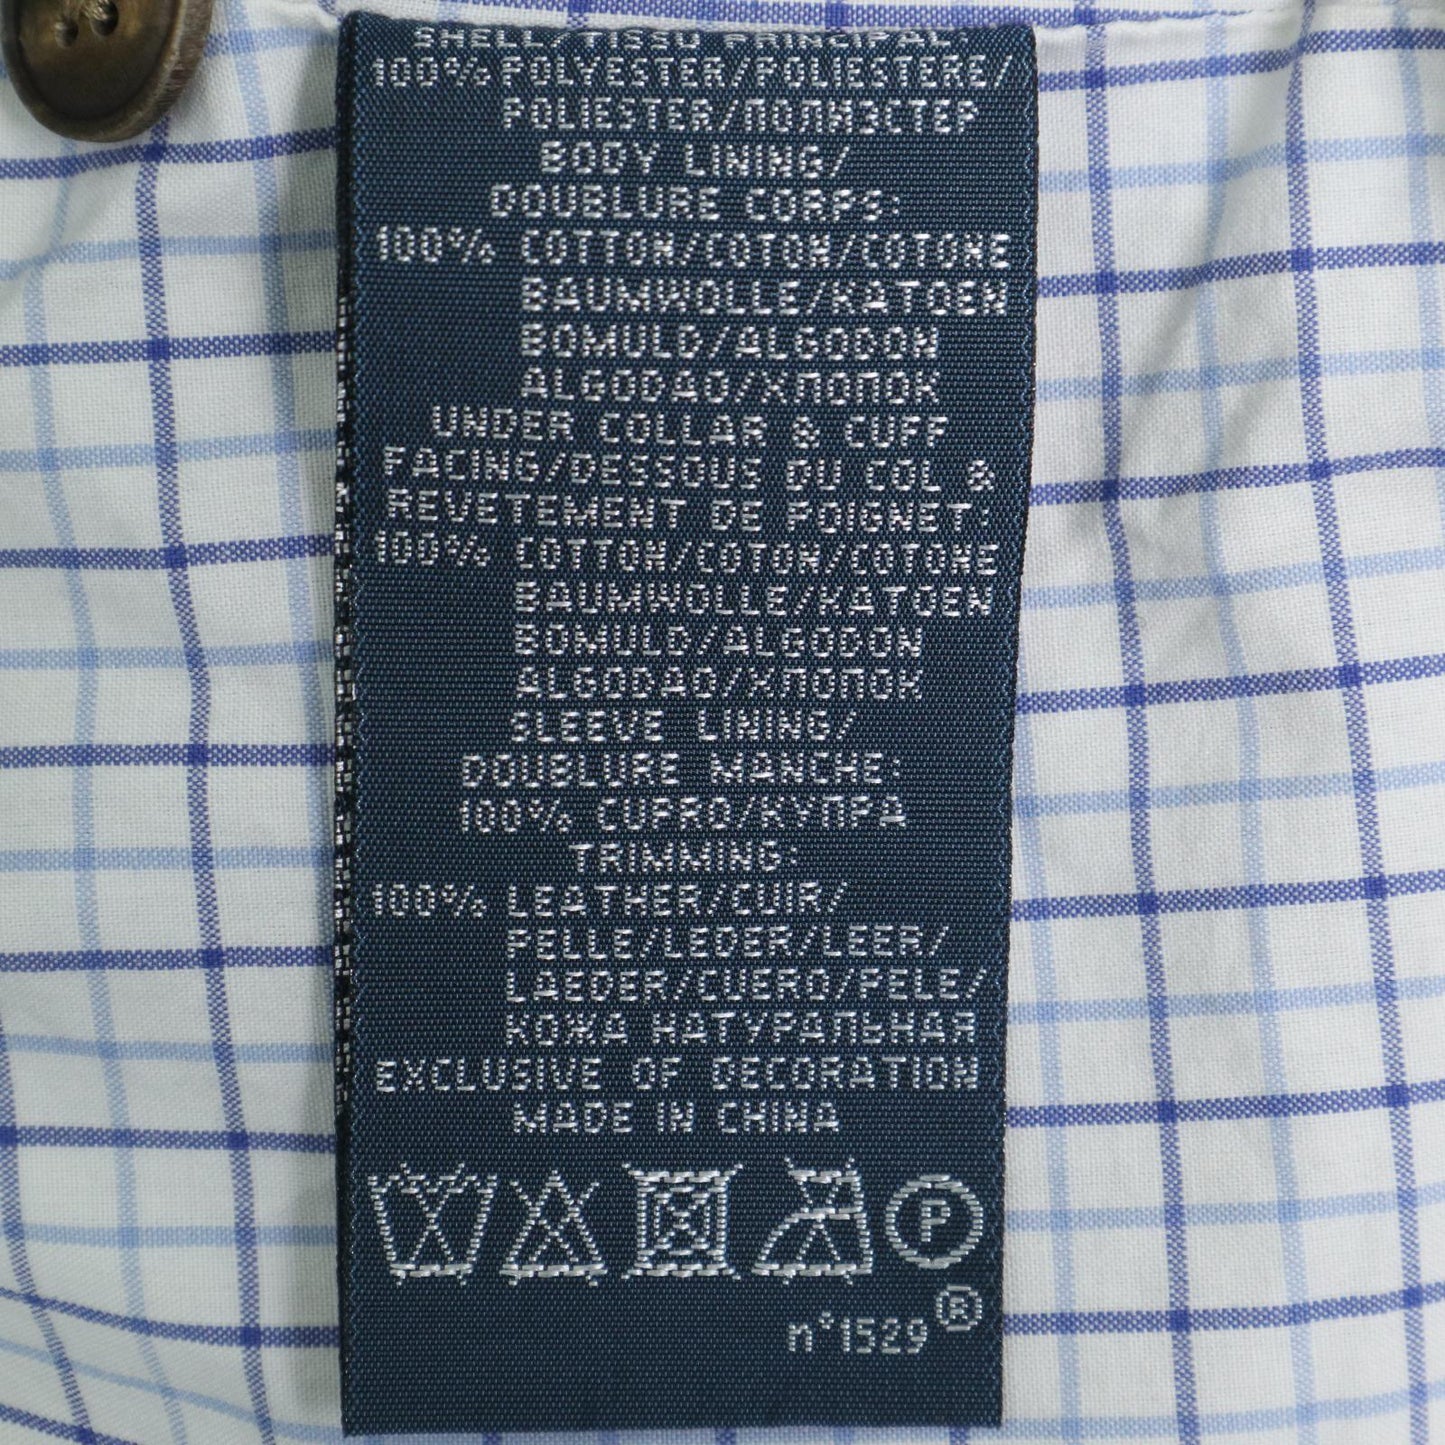 SHELL/TISSU PRINCIPAL
100% POLYESTER/POLIESTERE/
POLIESTER/ПОЛИЭСТЕР
BODY LINING/
DOUBLURE CORPS:
100% COTTON/COTON/COTONE
BAUMWOLLE/KATOEN
BOMULD/ALGODON
ALGODAO/ХЛОПОК
UNDER COLLAR & CUFF
FACING/DESSOUS DU COL &
REVETEMENT DE POIGNET:
100% COTTON/COTON/COTONE
BAUMWOLLE/KATOEN
BOMULD/ALGODON
ALGODAO/ХЛОПОК
SLEEVE LINING/
DOUBLURE MANCHE:
100% CUPRO/КУПРА
TRIMMING:
100% LEATHER/CUIR/
PELLE/LEDER/LEER/
LAEDER/CUERO/PELE/
КОЖА НАТУРАЛЬНАЯ
EXCLUSIVE OF DECORATION
MADE IN CHINA
P
n°1529®